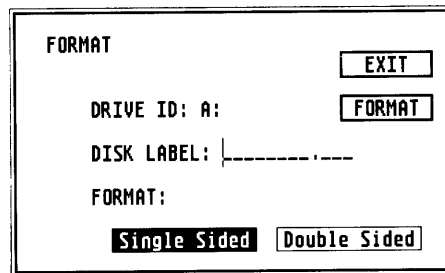 FORMAT
EXIT
DRIVE ID: A:
FORMAT
DISK LABEL: ________.___
FORMAT:
Single Sided Double Sided